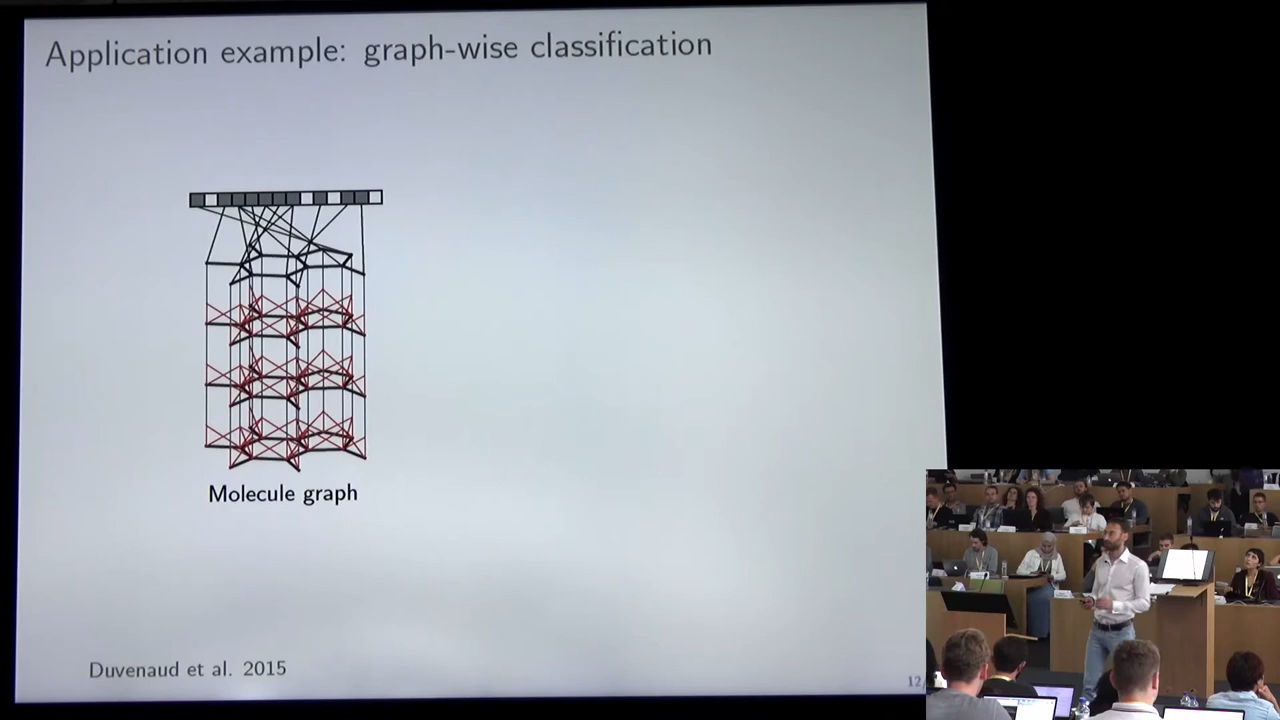 Application example: graph-wise classification
Molecule graph
Duvenaud et al. 2015
12/